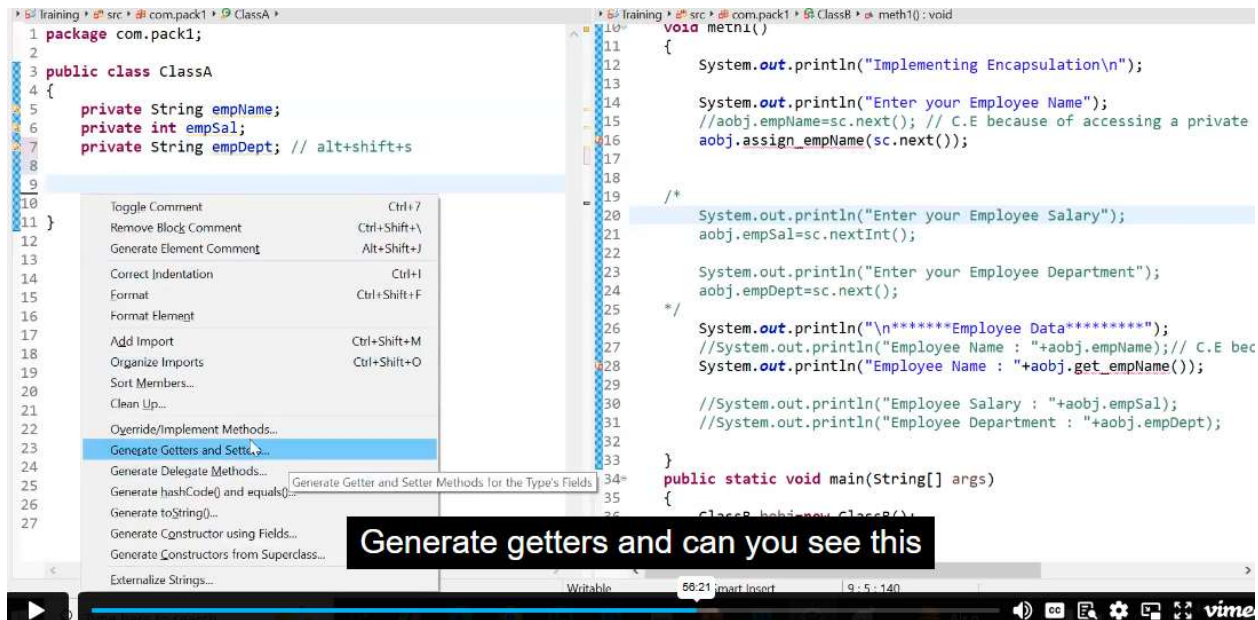 Training src com.pack1 ClassA
1 package com.pack1;
2
3 public class ClassA
4 {
5 private String empName;
6 private int empSal;
7 private String empDept; // alt+shift+s
8
9
10
11 }
12
13
14
15
16
17
18
19
20
21
22
23
24
25
26
27
Toggle Comment Ctrl+7
Remove Block Comment Ctrl+Shift+\
Generate Element Comment Alt+Shift+J
Correct Indentation Ctrl+I
Format Ctrl+Shift+F
Format Element
Add Import Ctrl+Shift+M
Organize Imports Ctrl+Shift+O
Sort Members...
Clean Up...
Override/Implement Methods...
Generate Getters and Setters...
Generate Delegate Methods...
Generate Getter and Setter Methods for the Type's Fields
Generate hashCode() and equals()...
Generate toString()...
Generate Constructor using Fields...
Generate Constructors from Superclass...
Externalize Strings...
Training src com.pack1 ClassB meth1() : void
10 void meth1()
11 {
12 System.out.println("Implementing Encapsulation\n");
13
14 System.out.println("Enter your Employee Name");
15 //aobj.empName=sc.next(); // C.E because of accessing a private
16 aobj.assign_empName(sc.next());
17
18
19 /*
20 System.out.println("Enter your Employee Salary");
21 aobj.empSal=sc.nextInt();
22
23 System.out.println("Enter your Employee Department");
24 aobj.empDept=sc.next();
25 */
26 System.out.println("\n*******Employee Data*********");
27 //System.out.println("Employee Name : "+aobj.empName);// C.E bec
28 System.out.println("Employee Name : "+aobj.get_empName());
29
30 //System.out.println("Employee Salary : "+aobj.empSal);
31 //System.out.println("Employee Department : "+aobj.empDept);
32
33 }
34 public static void main(String[] args)
35 {
36 ClassB bobj=new ClassB();
Generate getters and can you see this
Writable Smart Insert 9 : 5 : 140
56:21
CC vimeo